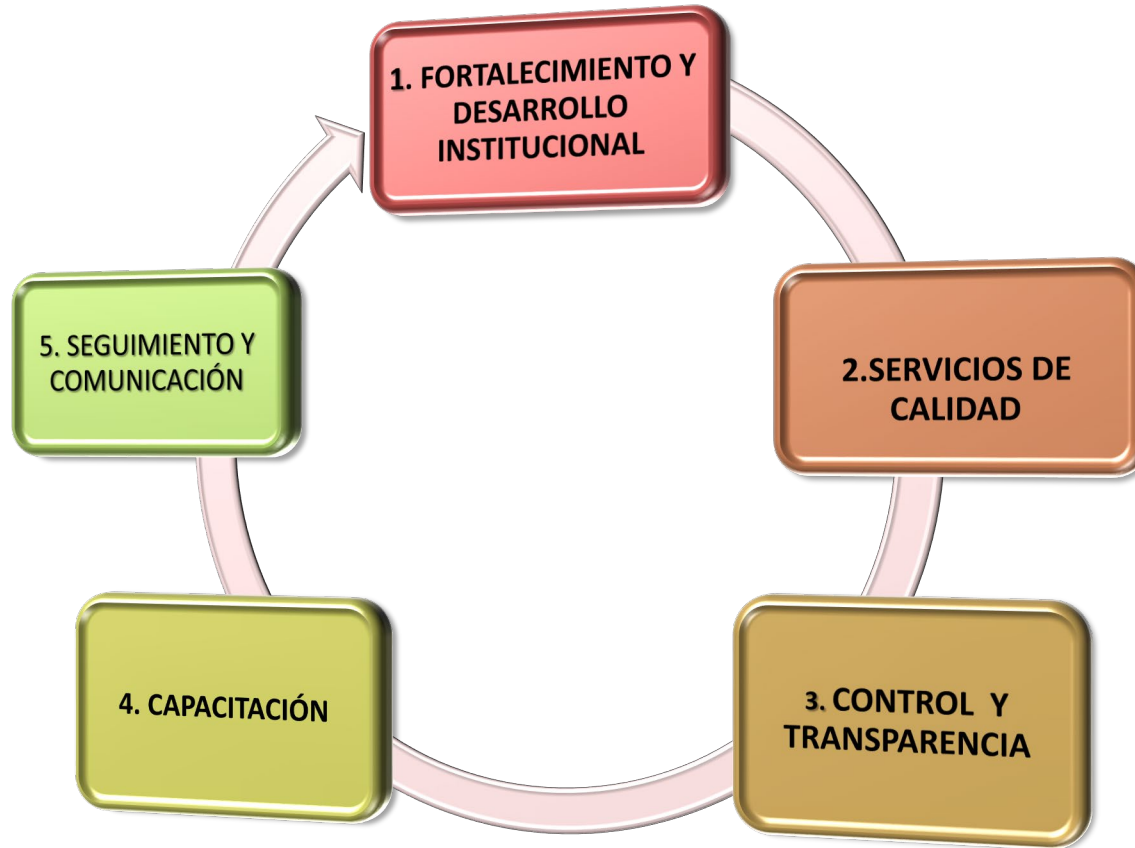 1. FORTALECIMIENTO Y
DESARROLLO
INSTITUCIONAL
2.SERVICIOS DE
CALIDAD
3. CONTROL Y
TRANSPARENCIA
4. CAPACITACIÓN
5. SEGUIMIENTO Y
COMUNICACIÓN